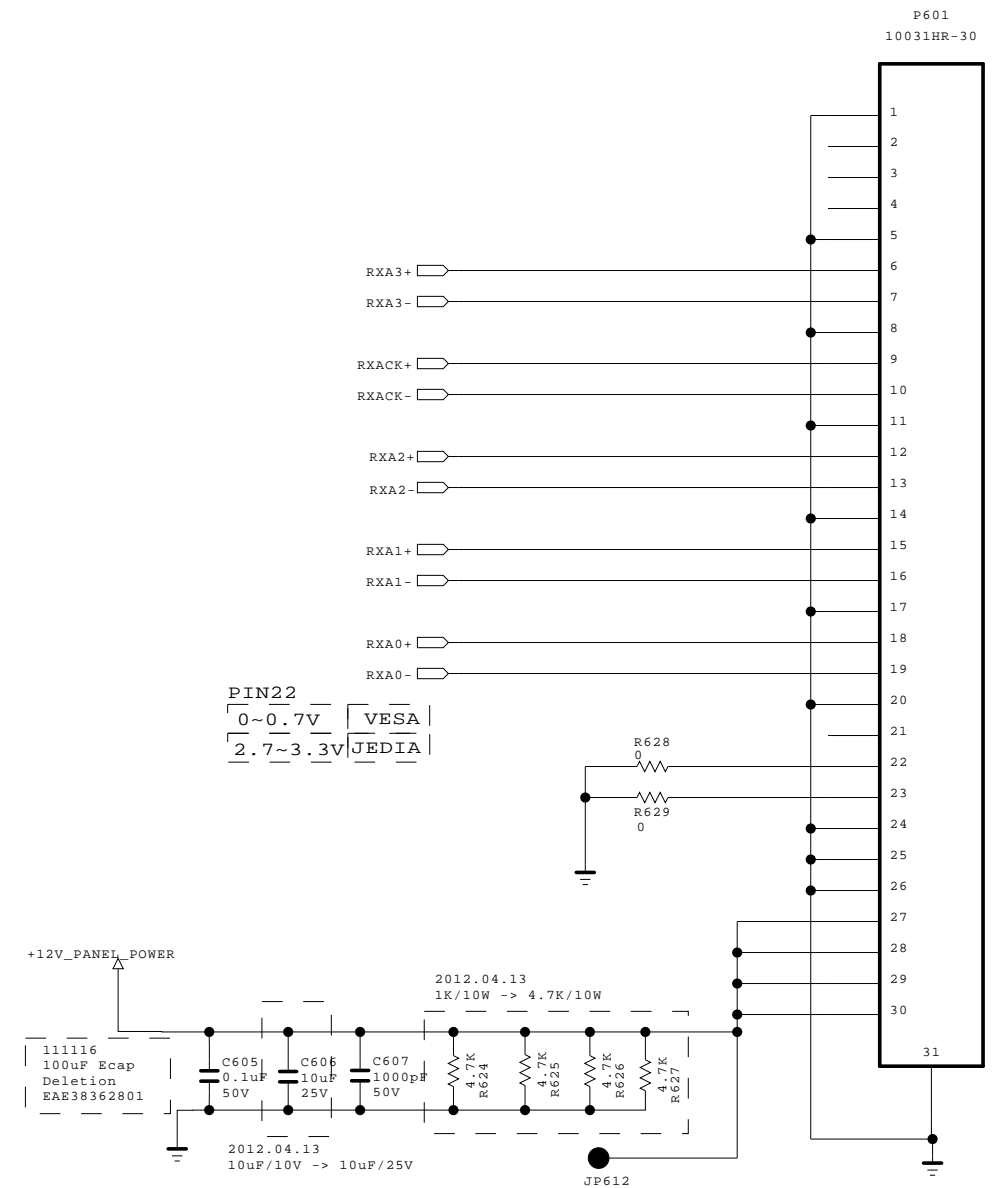 P601
10031HR-30
1
2
3
4
5
RXA3+
6
RXA3-
7
8
RXACK+
9
RXACK-
10
11
RXA2+
12
RXA2-
13
14
RXA1+
15
RXA1-
16
17
RXA0+
18
RXA0-
19
PIN22
20
0~0.7V VESA
21
2.7~3.3V JEDIA
R628
0
22
23
R629
0
24
25
26
27
+12V_PANEL_POWER
28
29
2012.04.13
1K/10W -> 4.7K/10W
30
31
111116
100uF Ecap
Deletion
EAE38362801
C605
0.1uF
50V
C606
10uF
25V
C607
1000pF
50V
4.7K
R624
4.7K
R625
4.7K
R626
4.7K
R627
2012.04.13
10uF/10V -> 10uF/25V
JP612